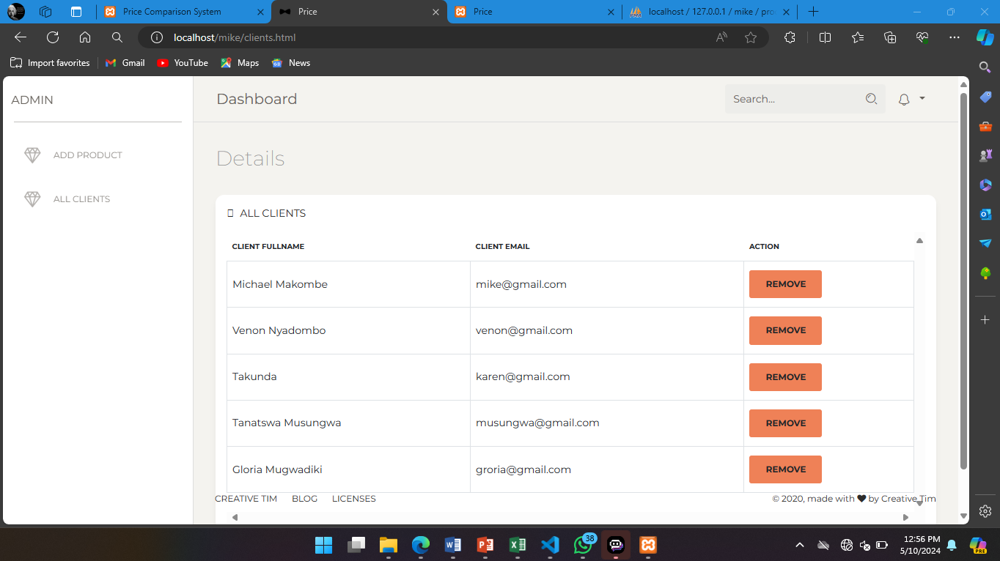 Price Comparison System
Price
Price
localhost / 127.0.0.1 / mike / pro
localhost/mike/clients.html
Import favorites
Gmail
YouTube
Maps
News
ADMIN
ADD PRODUCT
ALL CLIENTS
Dashboard
Search...
Details
ALL CLIENTS
CLIENT FULLNAME CLIENT EMAIL ACTION
Michael Makombe mike@gmail.com REMOVE
Venon Nyadombo venon@gmail.com REMOVE
Takunda karen@gmail.com REMOVE
Tanatswa Musungwa musungwa@gmail.com REMOVE
Gloria Mugwadiki groria@gmail.com REMOVE
CREATIVE TIM BLOG LICENSES © 2020, made with ♥ by Creative Tim
38
12:56 PM
5/10/2024
PRE